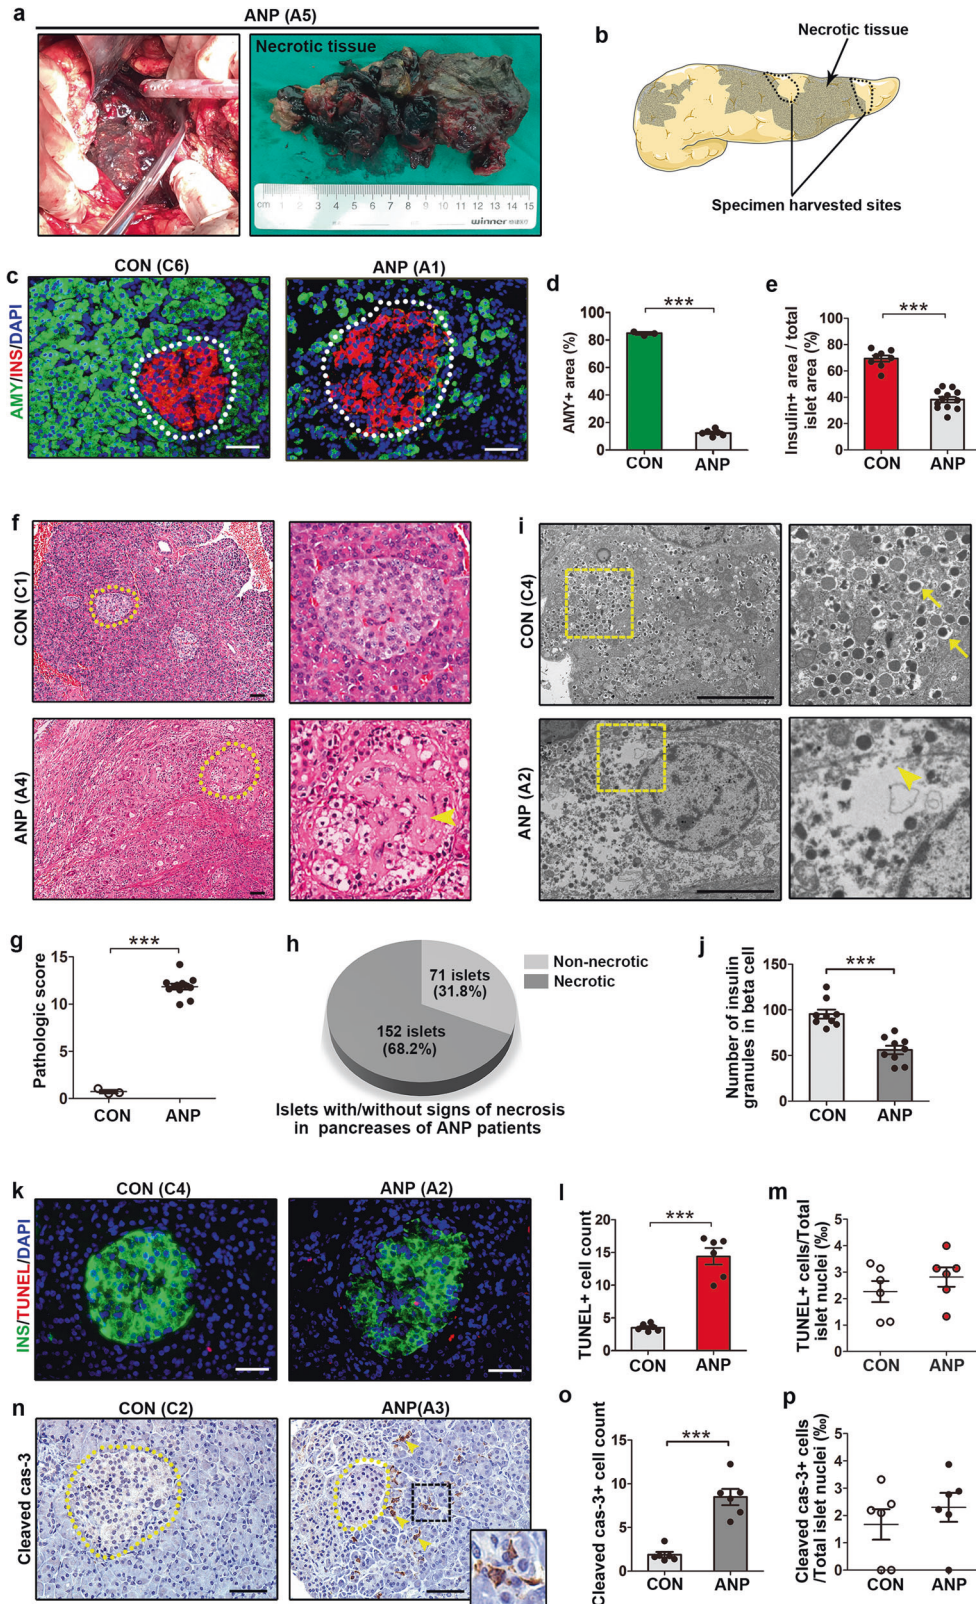 a
ANP (A5)
Necrotic tissue
cm 1 2 3 4 5 6 7 8 9 10 11 12 13 14 15
winner
b
Necrotic tissue
Specimen harvested sites
c
CON (C6)
ANP (A1)
AMY/INS/DAPI
d
***
AMY+ area (%)
100
80
60
40
20
0
CON
ANP
e
***
Insulin+ area / total
islet area (%)
100
80
60
40
20
0
CON
ANP
f
CON (C1)
ANP (A4)
i
CON (C4)
ANP (A2)
g
***
Pathologic score
15
10
5
0
CON
ANP
h
71 islets
(31.8%)
152 islets
(68.2%)
Non-necrotic
Necrotic
Islets with/without signs of necrosis
in pancreases of ANP patients
j
***
Number of insulin
granules in beta cell
150
100
50
0
CON
ANP
k
CON (C4)
ANP (A2)
INS/TUNEL/DAPI
l
***
TUNEL+ cell count
20
15
10
5
0
CON
ANP
m
TUNEL+ cells/Total
islet nuclei (‰)
5
4
3
2
1
0
CON
ANP
n
CON (C2)
ANP(A3)
Cleaved cas-3
o
***
Cleaved cas-3+ cell count
15
10
5
0
CON
ANP
p
Cleaved cas-3+ cells
/Total islet nuclei (‰)
5
4
3
2
1
0
CON
ANP